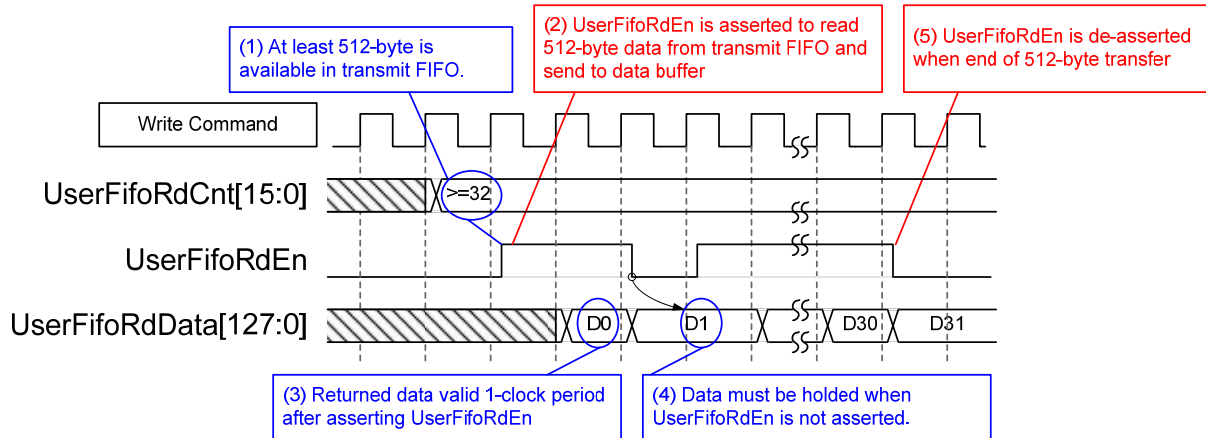 (1) At least 512-byte is
available in transmit FIFO.
(2) UserFifoRdEn is asserted to read
512-byte data from transmit FIFO and
send to data buffer
(5) UserFifoRdEn is de-asserted
when end of 512-byte transfer
Write Command
UserFifoRdCnt[15:0]
>=32
UserFifoRdEn
UserFifoRdData[127:0]
D0
D1
D30
D31
(3) Returned data valid 1-clock period
after asserting UserFifoRdEn
(4) Data must be holded when
UserFifoRdEn is not asserted.